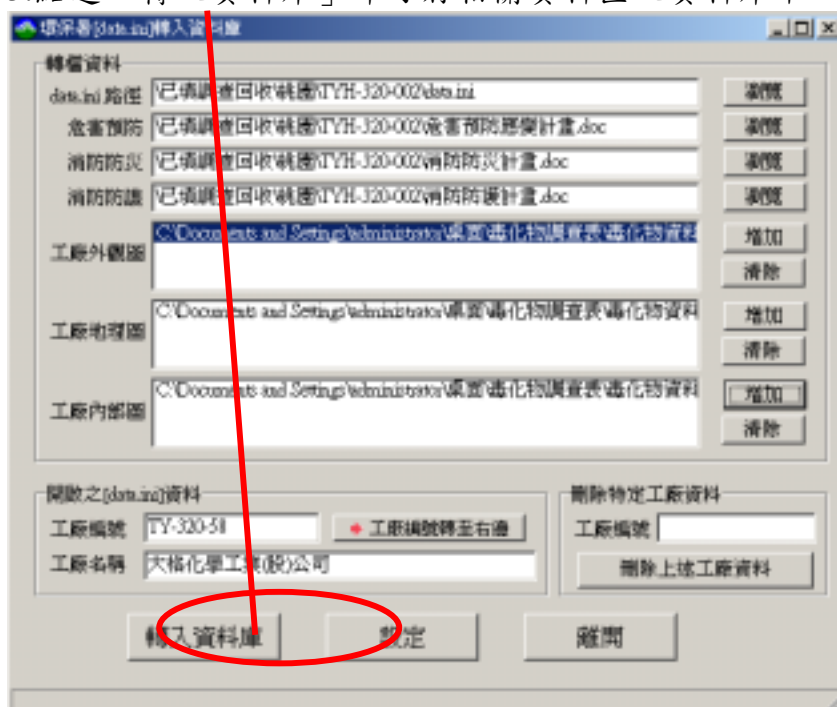 環保署[data.ini]轉入資料庫
轉檔資料
data.ini 路徑 \已填調查回收\桃園\TYH-320-002\data.ini 瀏覽
危害預防 \已填調查回收\桃園\TYH-320-002\危害預防應變計畫.doc 瀏覽
消防防災 \已填調查回收\桃園\TYH-320-002\消防防災計畫.doc 瀏覽
消防防護 \已填調查回收\桃園\TYH-320-002\消防防護計畫.doc 瀏覽
工廠外觀圖 C:\Documents and Settings\administrator\桌面\毒化物調查表\毒化物資料 增加
清除
工廠地理圖 C:\Documents and Settings\administrator\桌面\毒化物調查表\毒化物資料 增加
清除
工廠內部圖 C:\Documents and Settings\administrator\桌面\毒化物調查表\毒化物資料 增加
清除
開啟之[data.ini]資料 刪除特定工廠資料
工廠編號 TY-320-58 工廠編號轉至右邊 工廠編號
工廠名稱 大格化學工業(股)公司 刪除上述工廠資料
轉入資料庫 設定 離開